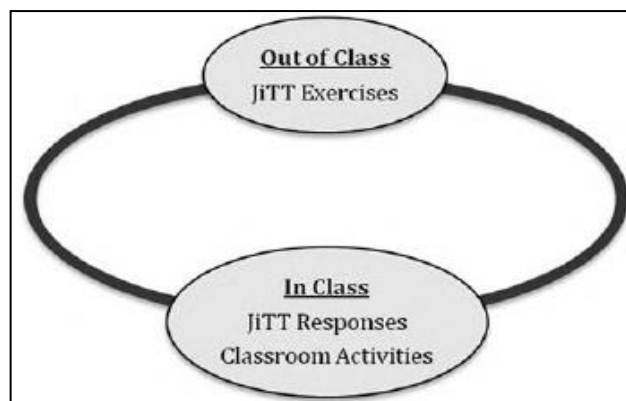 Out of Class
JiTT Exercises
In Class
JiTT Responses
Classroom Activities